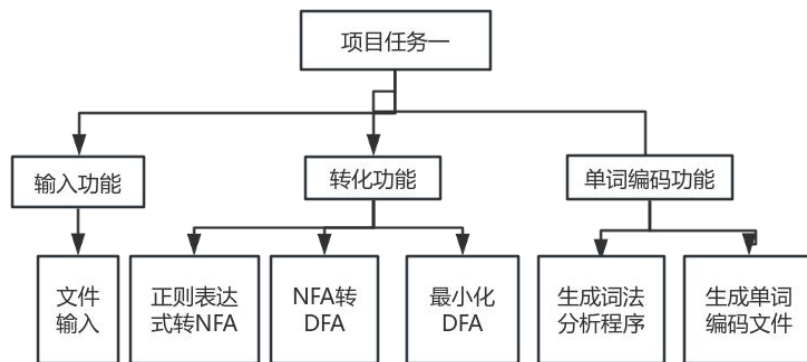 项目任务一
输入功能
转化功能
单词编码功能
文件
输入
正则表达
式转NFA
NFA转
DFA
最小化
DFA
生成词法
分析程序
生成单词
编码文件